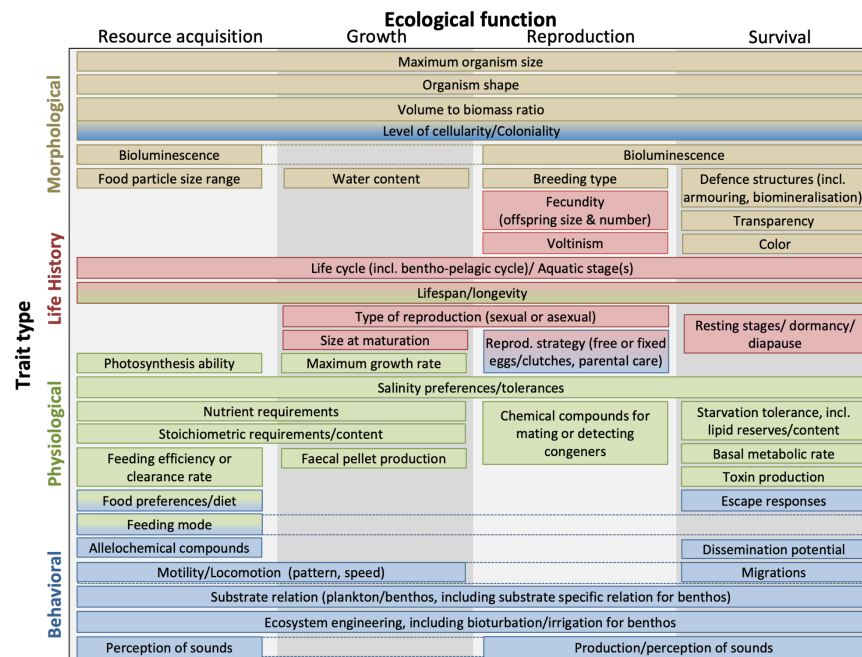 Ecological function
Resource acquisition
Growth
Reproduction
Survival
Trait type
Morphological
Maximum organism size
Organism shape
Volume to biomass ratio
Level of cellularity/Coloniality
Bioluminescence
Bioluminescence
Food particle size range
Water content
Breeding type
Defence structures (incl.
armouring, biomineralisation)
Fecundity
(offspring size & number)
Transparency
Voltinism
Color
Life History
Life cycle (incl. bentho-pelagic cycle)/ Aquatic stage(s)
Lifespan/longevity
Type of reproduction (sexual or asexual)
Size at maturation
Reprod. strategy (free or fixed
eggs/clutches, parental care)
Resting stages/ dormancy/
diapause
Physiological
Photosynthesis ability
Maximum growth rate
Salinity preferences/tolerances
Nutrient requirements
Chemical compounds for
mating or detecting
congeners
Starvation tolerance, incl.
lipid reserves/content
Stoichiometric requirements/content
Feeding efficiency or
clearance rate
Faecal pellet production
Basal metabolic rate
Toxin production
Food preferences/diet
Escape responses
Feeding mode
Behavioral
Allelochemical compounds
Dissemination potential
Motility/Locomotion (pattern, speed)
Migrations
Substrate relation (plankton/benthos, including substrate specific relation for benthos)
Ecosystem engineering, including bioturbation/irrigation for benthos
Perception of sounds
Production/perception of sounds